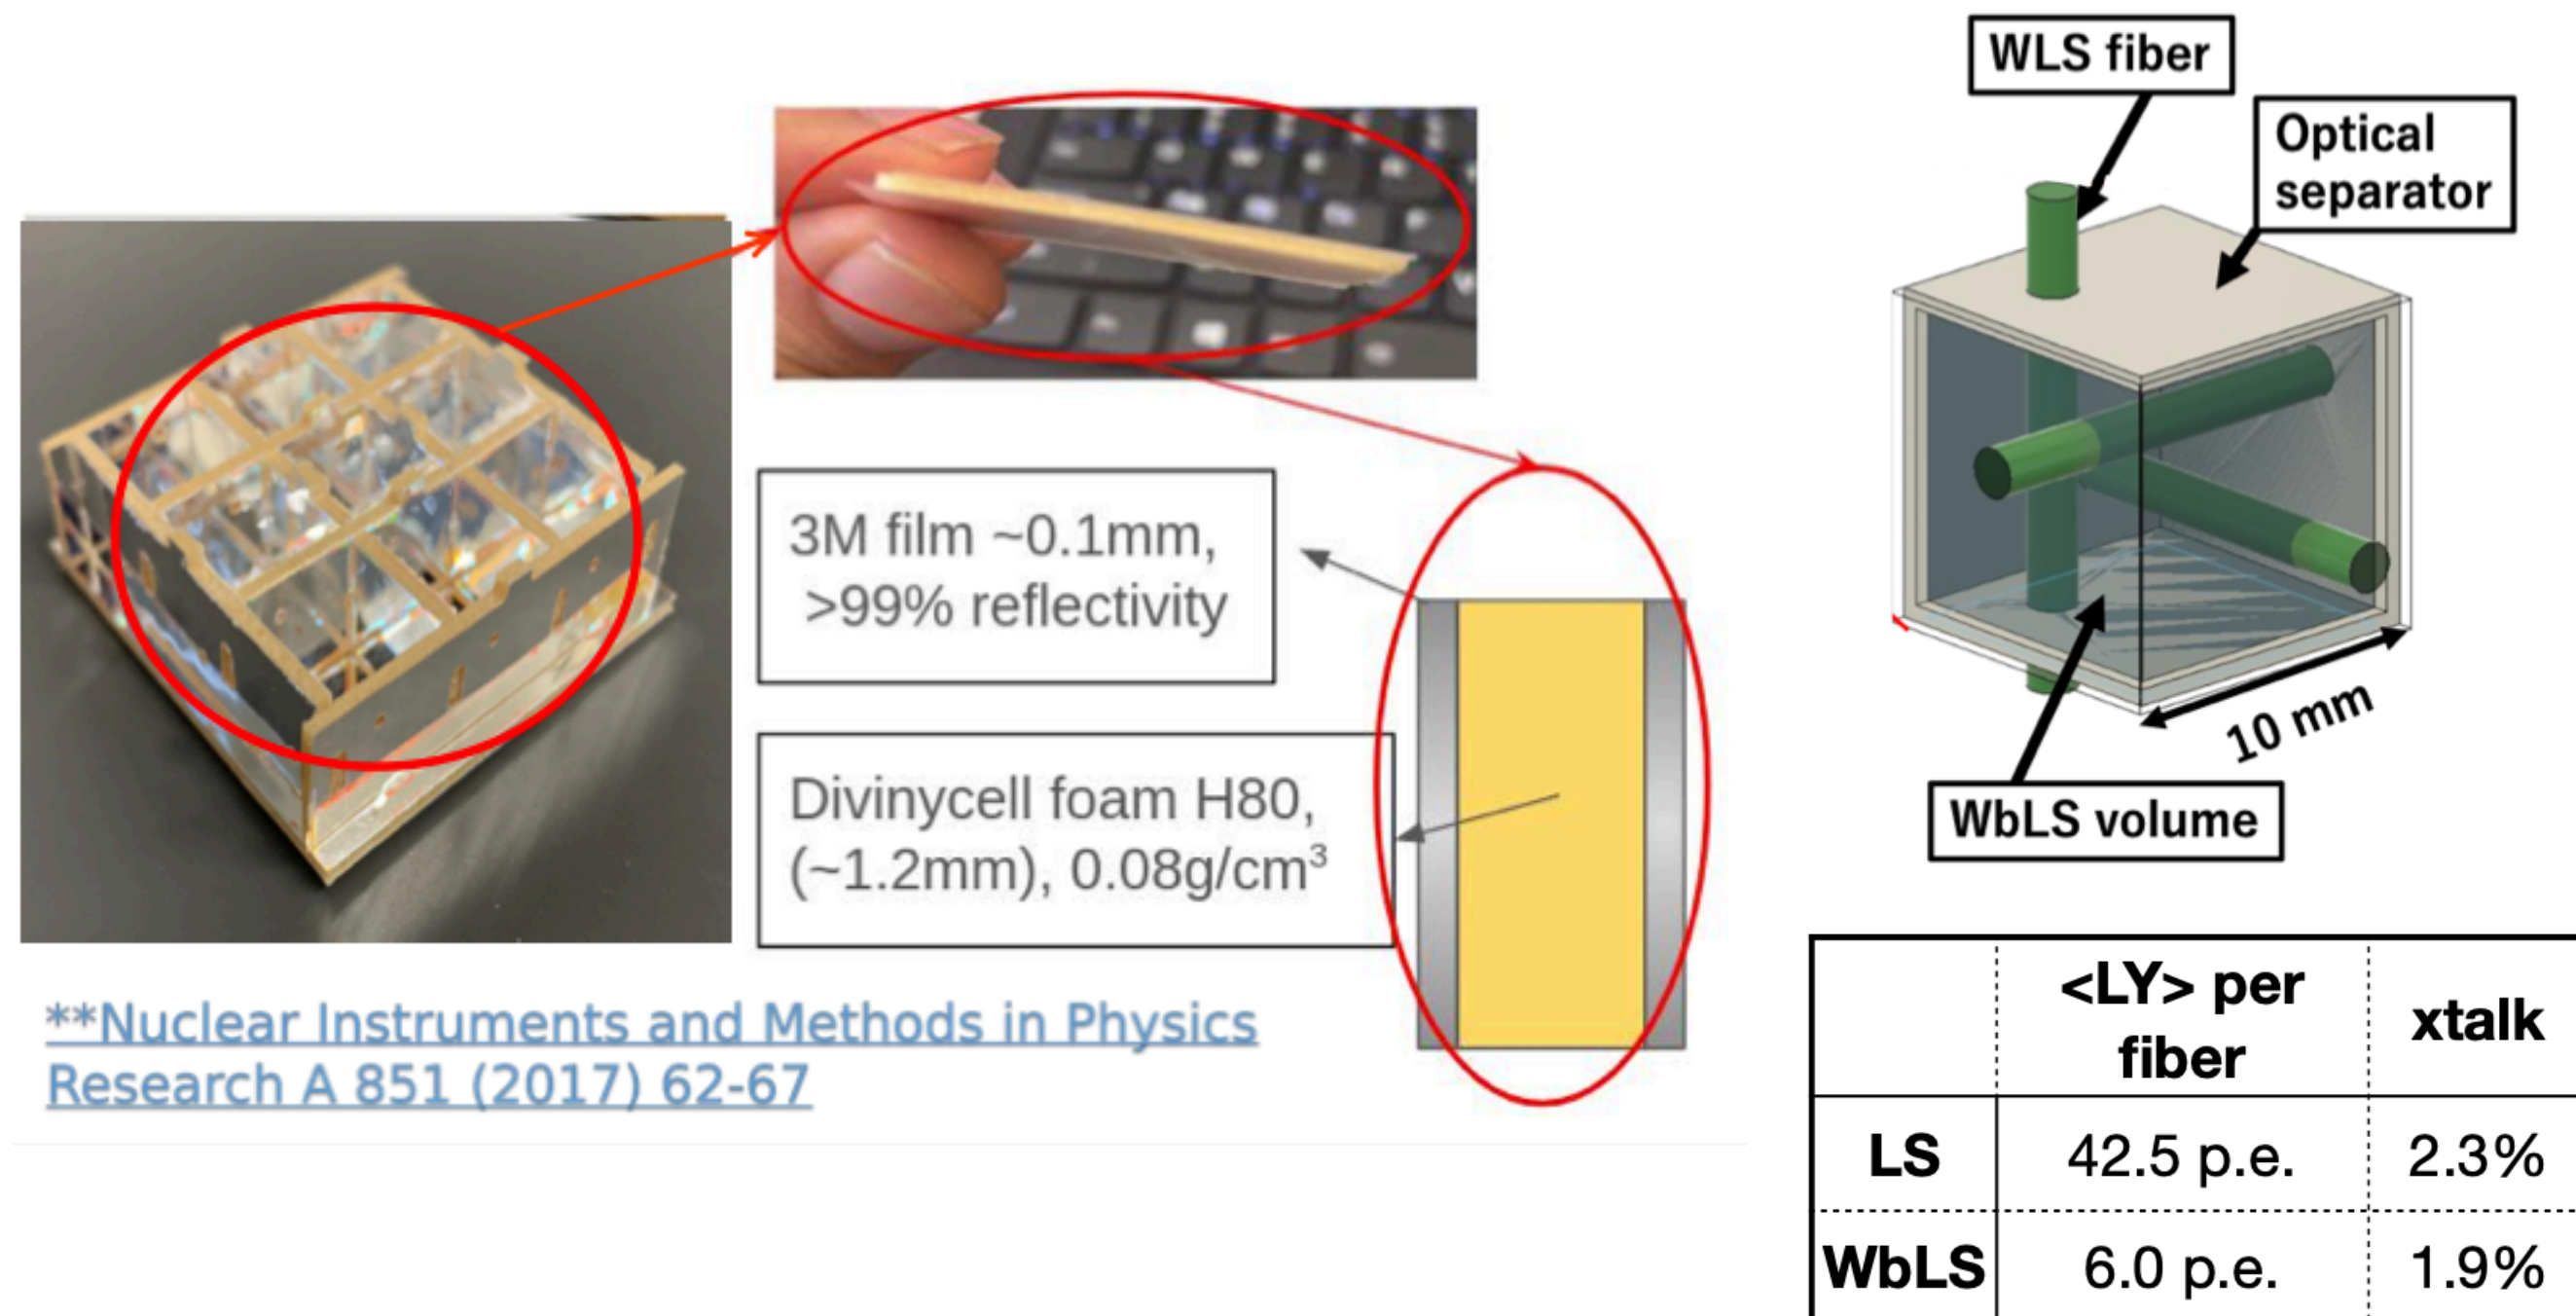 WLS fiber
Optical
separator
3M film ~0.1mm,
>99% reflectivity
Divinycell foam H80,
(~1.2mm), 0.08g/cm³
10 mm
WbLS volume
**Nuclear Instruments and Methods in Physics
Research A 851 (2017) 62-67
<LY> per
fiber
xtalk
LS 42.5 p.e. 2.3%
WbLS 6.0 p.e. 1.9%